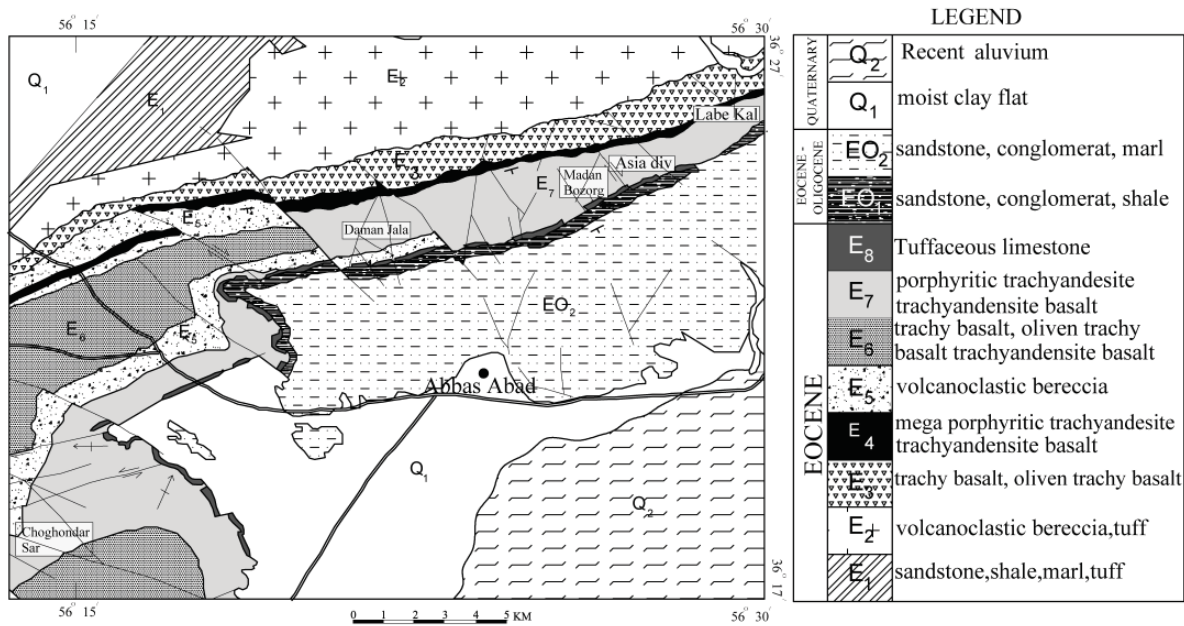 56° 15′
56° 30′
36° 27′
Q1
E1
E2
Labe Kal
Asia div
Madan
Bozorg
E7
3
E5
Daman Jala
EO2
E6
E5
Abbas Abad
Q1
Q2
Choghondar
Sar
36° 17′
56° 15′
56° 30′
0 1 2 3 4 5 KM
LEGEND
QUATERNARY
Q2 Recent aluvium
Q1 moist clay flat
EOCENE -
OLIGOCENE
EO2 sandstone, conglomerat, marl
EO1 sandstone, conglomerat, shale
EOCENE
E8 Tuffaceous limestone
E7 porphyritic trachyandesite
trachyandensite basalt
E6 trachy basalt, oliven trachy
basalt trachyandensite basalt
E5 volcanoclastic bereccia
E4 mega porphyritic trachyandesite
trachyandensite basalt
E3 trachy basalt, oliven trachy basalt
E2 volcanoclastic bereccia,tuff
E1 sandstone,shale,marl,tuff